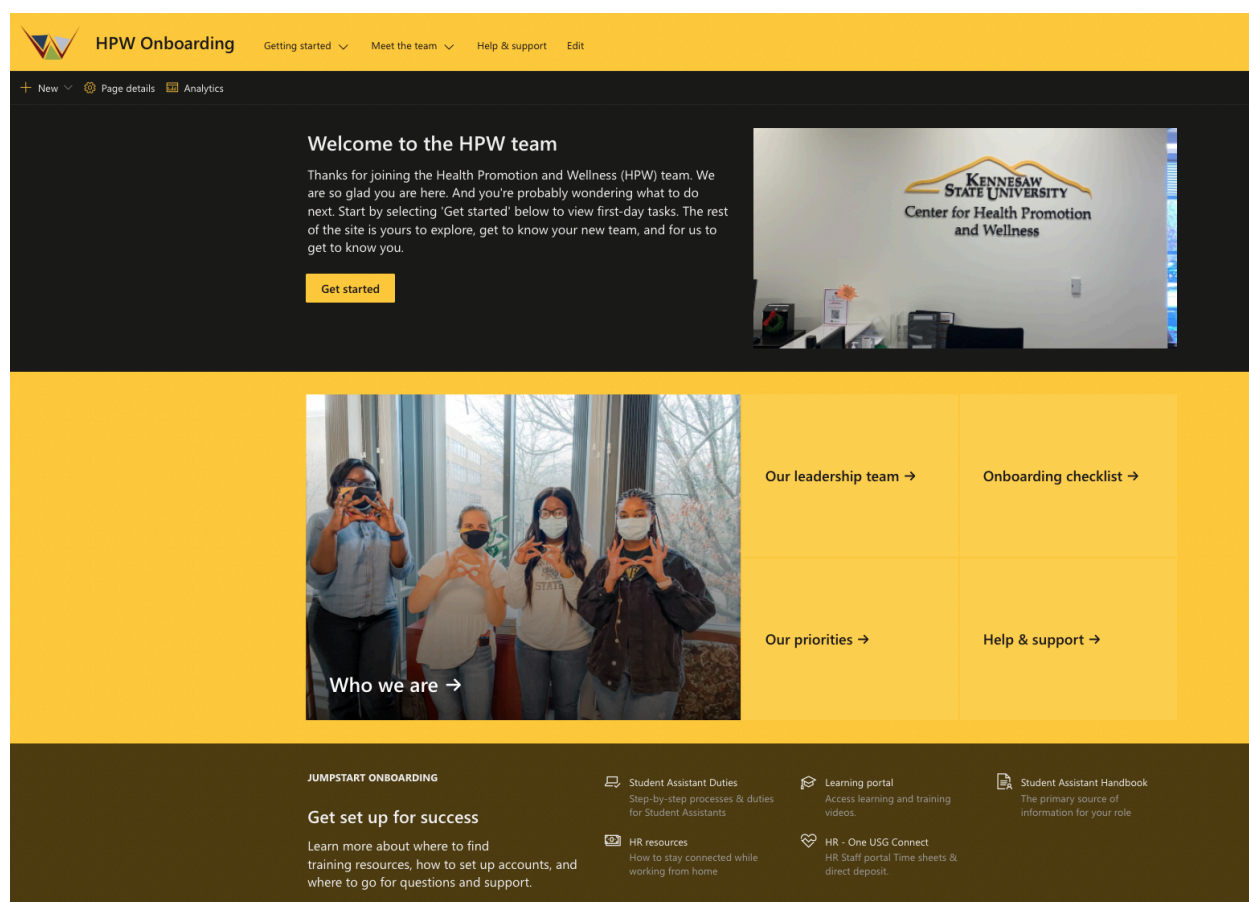 HPW Onboarding
Getting started
Meet the team
Help & support
Edit
New
Page details
Analytics
Welcome to the HPW team
Thanks for joining the Health Promotion and Wellness (HPW) team. We
are so glad you are here. And you're probably wondering what to do
next. Start by selecting 'Get started' below to view first-day tasks. The rest
of the site is yours to explore, get to know your new team, and for us to
get to know you.
Get started
KENNESAW
STATE UNIVERSITY
Center for Health Promotion
and Wellness
STATE
Who we are →
Our leadership team →
Onboarding checklist →
Our priorities →
Help & support →
JUMPSTART ONBOARDING
Get set up for success
Learn more about where to find
training resources, how to set up accounts, and
where to go for questions and support.
Student Assistant Duties
Step-by-step processes & duties
for Student Assistants
Learning portal
Access learning and training
videos.
Student Assistant Handbook
The primary source of
information for your role
HR resources
How to stay connected while
working from home
HR - One USG Connect
HR Staff portal Time sheets &
direct deposit.